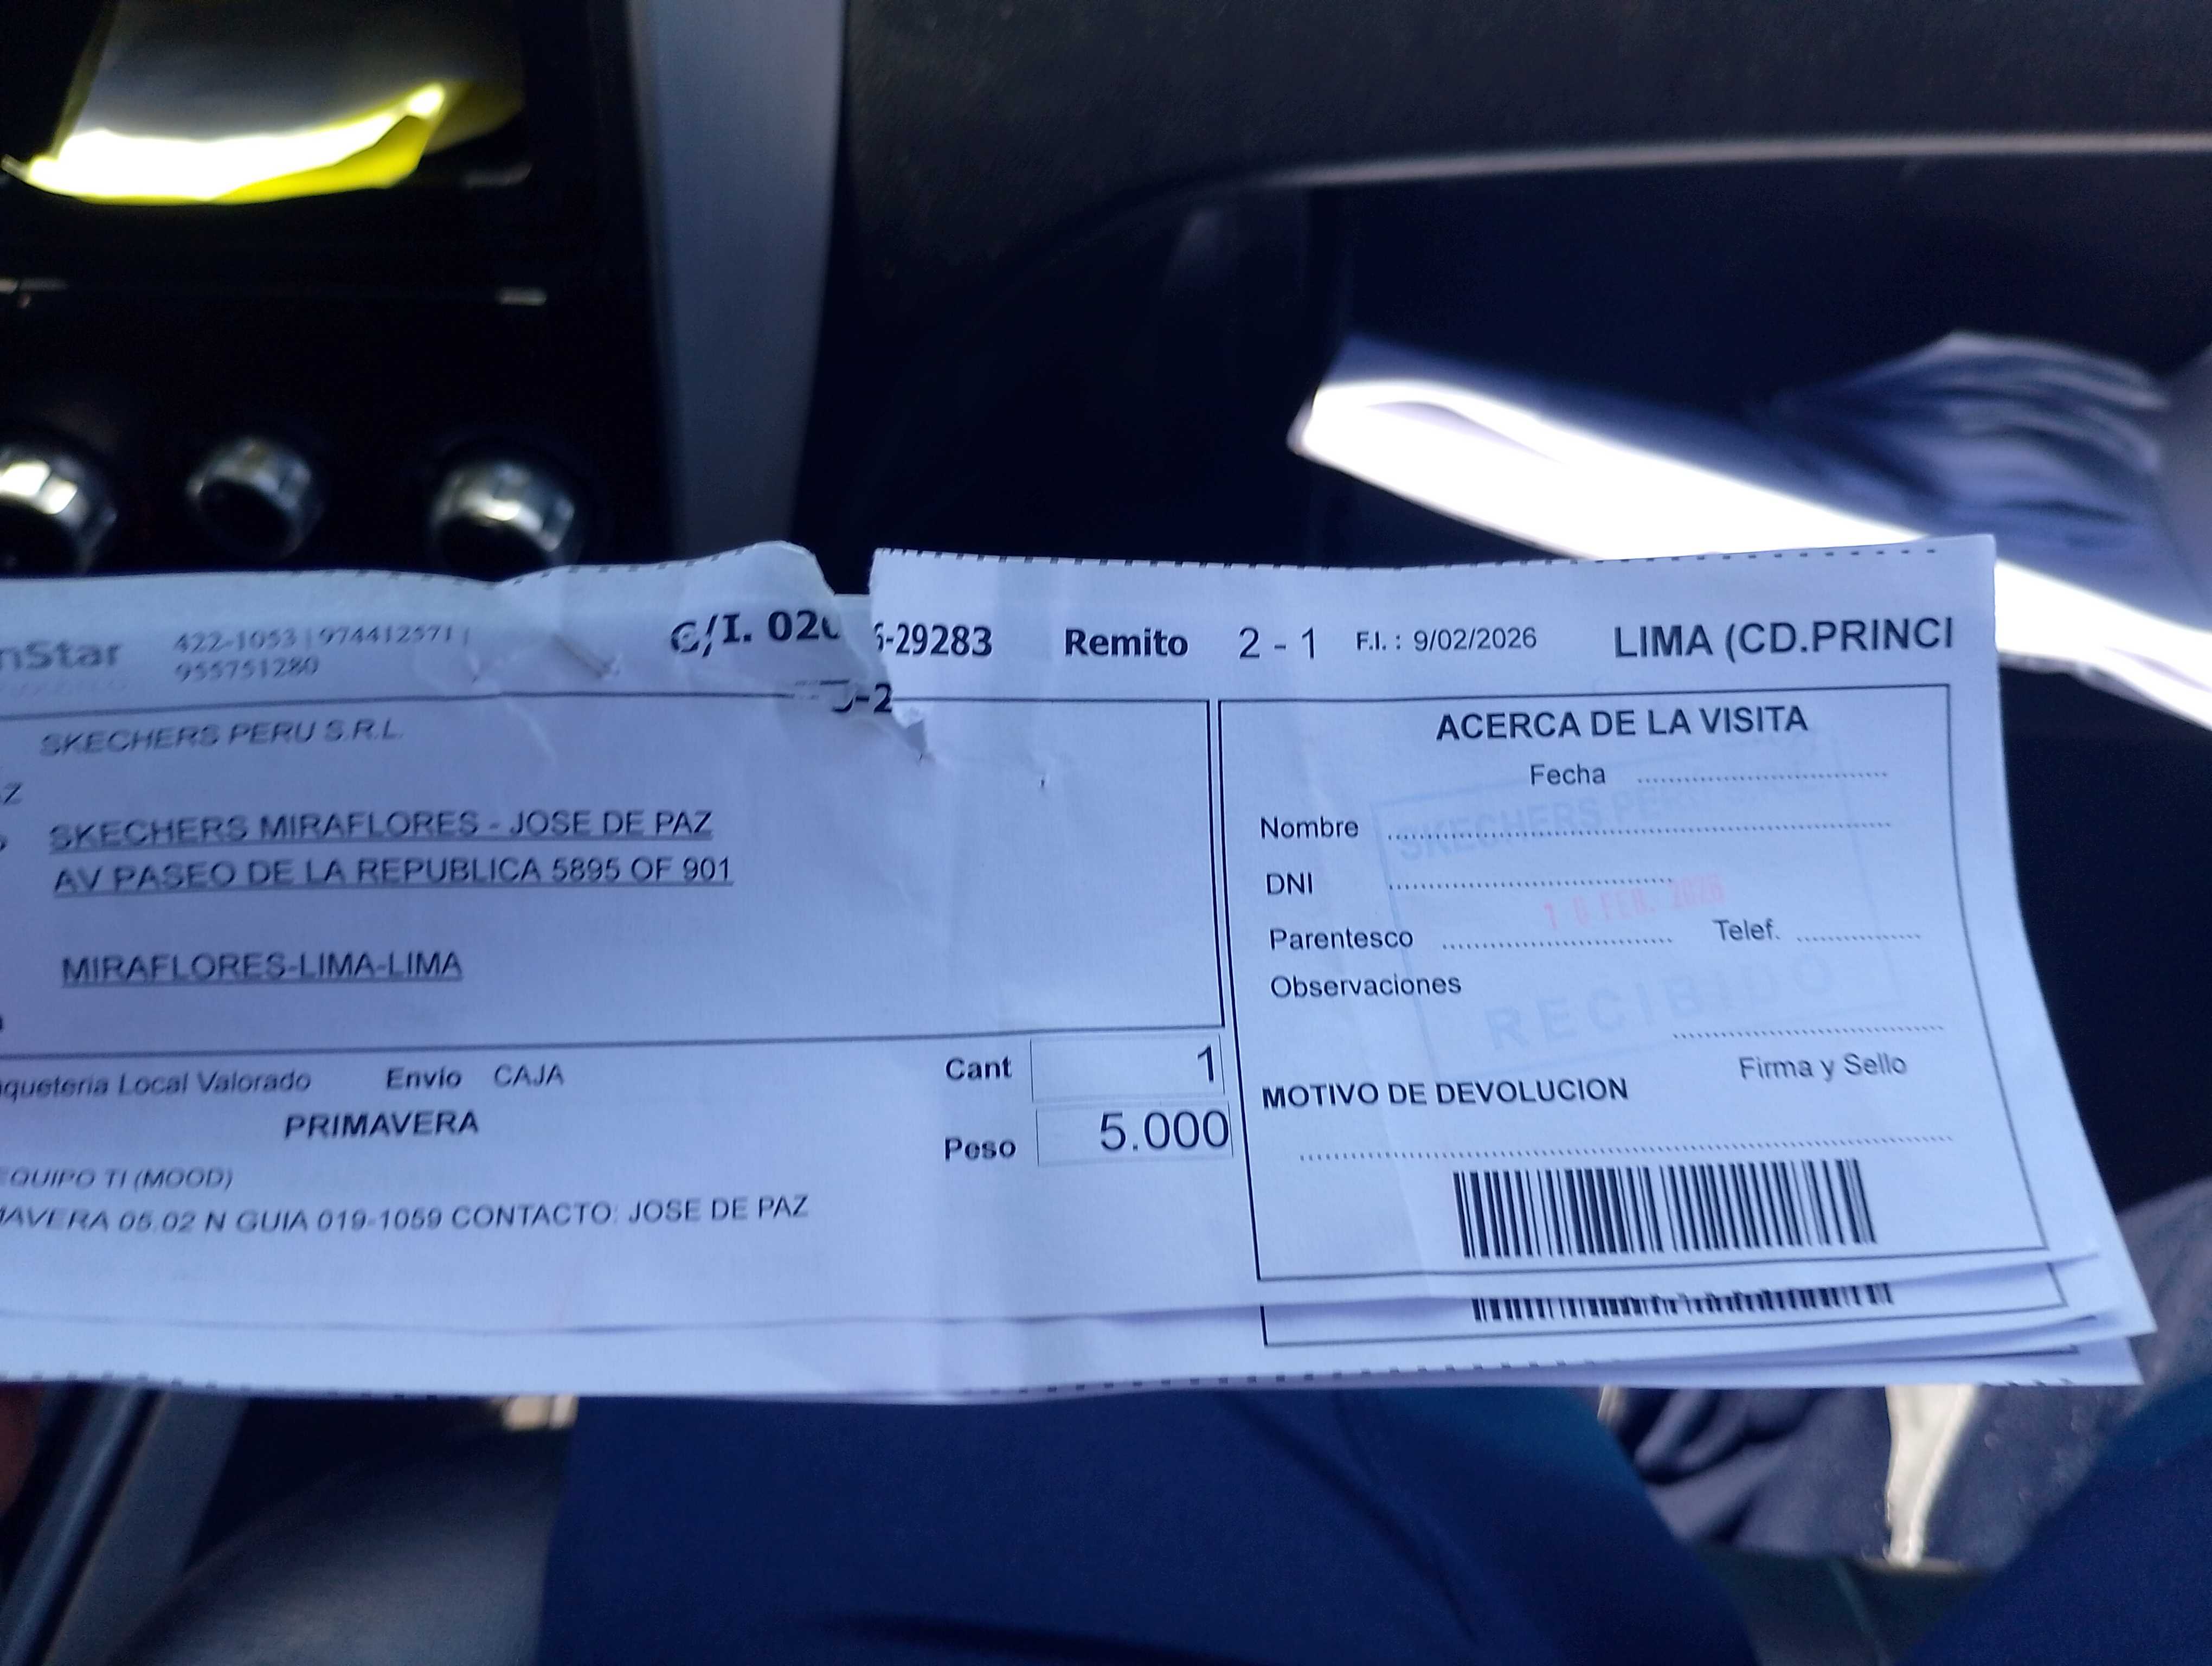 nStar 422-1053 | 974412571 |
955751280
G/I. 020 6-29283 Remito 2 - 1 F.I. : 9/02/2026 LIMA (CD.PRINCI
-2
SKECHERS PERU S.R.L.
AZ
SKECHERS MIRAFLORES - JOSE DE PAZ
AV PASEO DE LA REPUBLICA 5895 OF 901
MIRAFLORES-LIMA-LIMA
queteria Local Valorado Envio CAJA
PRIMAVERA
Cant 1
Peso 5.000
EQUIPO TI (MOOD)
MAVERA 05.02 N GUIA 019-1059 CONTACTO: JOSE DE PAZ
ACERCA DE LA VISITA
Fecha
Nombre
DNI
Parentesco Telef.
Observaciones
Firma y Sello
MOTIVO DE DEVOLUCION
SKECHERS PERU
10 FEB. 2026
RECIBIDO